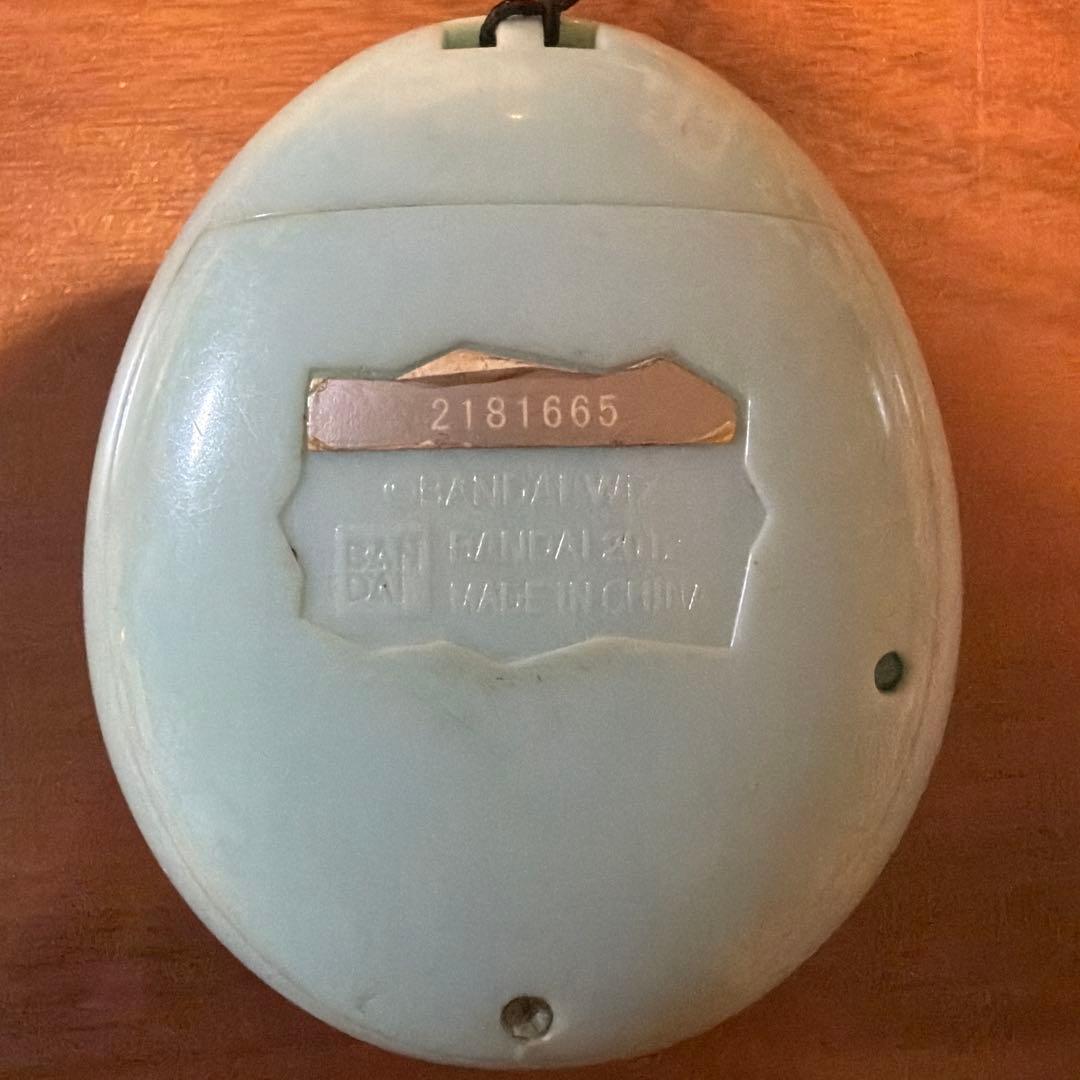 2181665
© BANDAI, WiZ
BAN
DAI
BANDAI
MADE IN CHINA